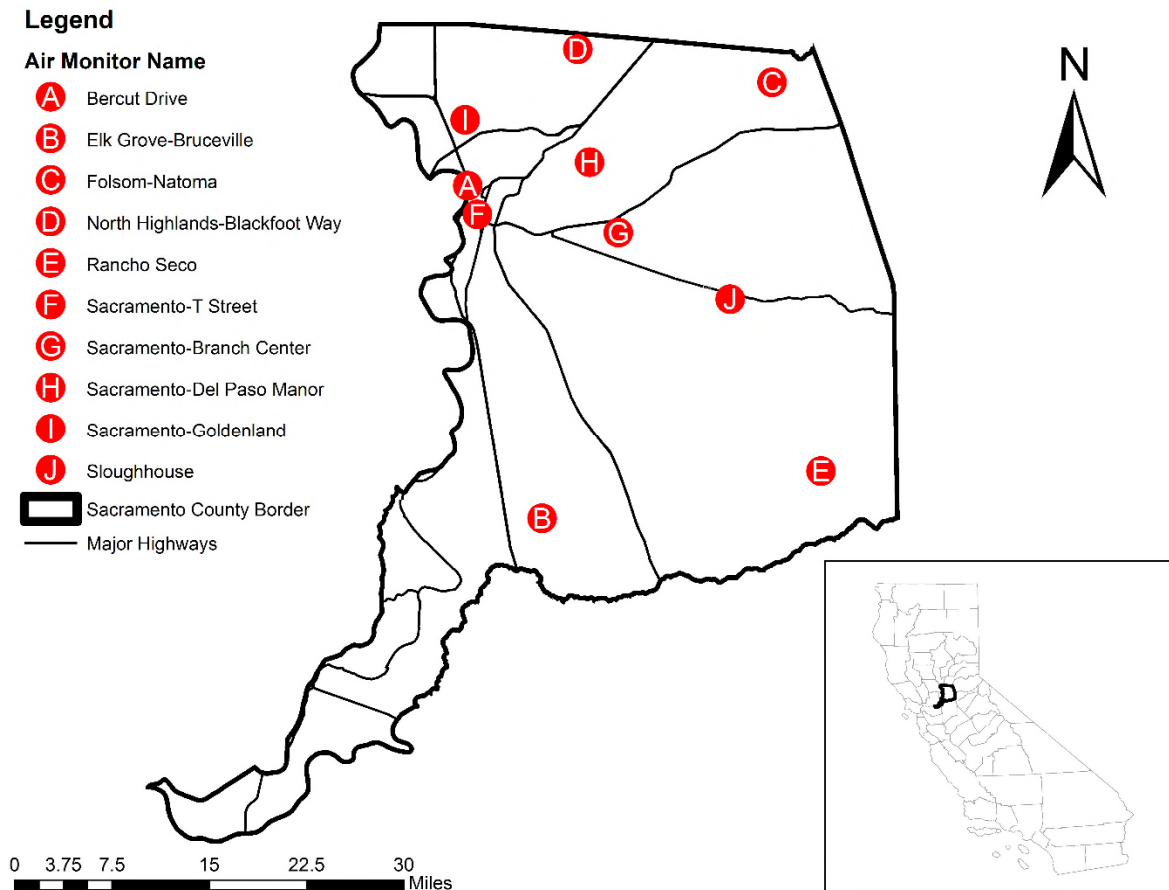 Legend
Air Monitor Name
A Bercut Drive
B Elk Grove-Bruceville
C Folsom-Natoma
D North Highlands-Blackfoot Way
E Rancho Seco
F Sacramento-T Street
G Sacramento-Branch Center
H Sacramento-Del Paso Manor
I Sacramento-Goldenland
J Sloughhouse
Sacramento County Border
Major Highways
N
D
C
I
H
A
F
G
J
E
B
0 3.75 7.5 15 22.5 30
Miles